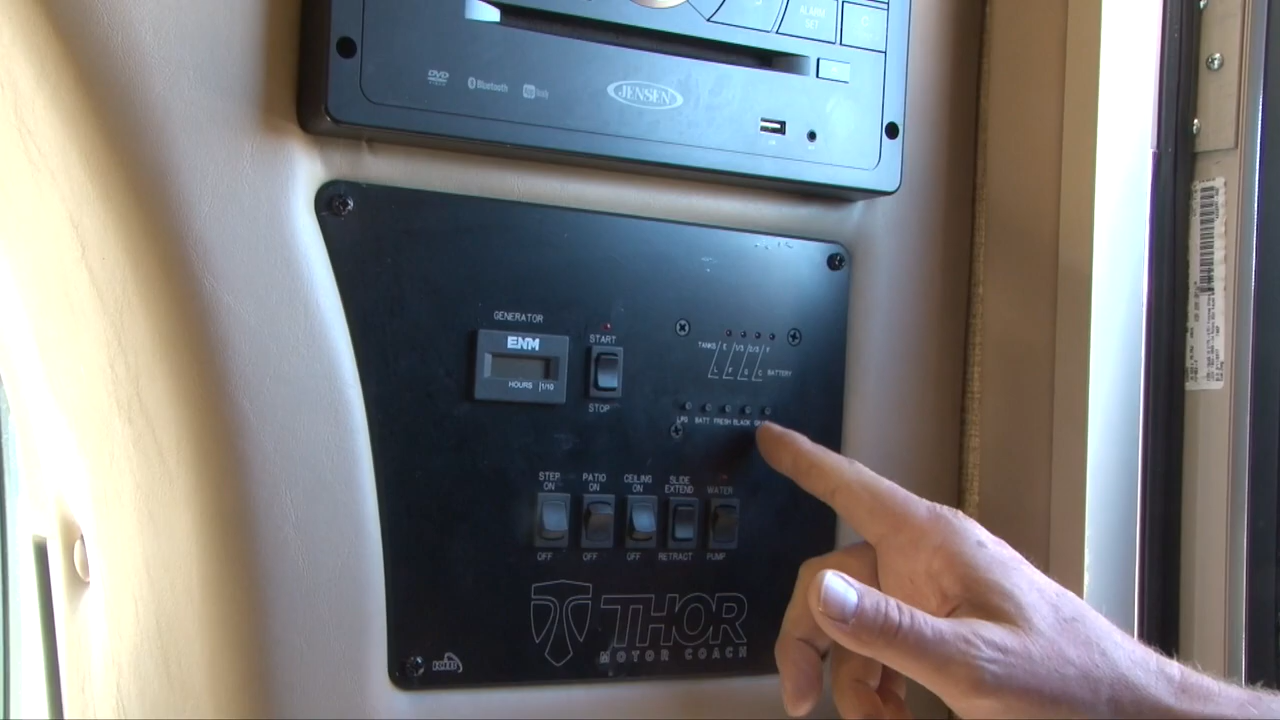 ALARM
SET
DVD
Bluetooth
JENSEN
GENERATOR
ENM
HOURS 1/10
START
STOP
TANKS E 1/3 2/3 F
L F G C BATTERY
LPG BATT FRESH BLACK
STEP
ON
OFF
PATIO
ON
OFF
CEILING
ON
OFF
SLIDE
EXTEND
RETRACT
WATER
PUMP
THOR
MOTOR COACH
KIB